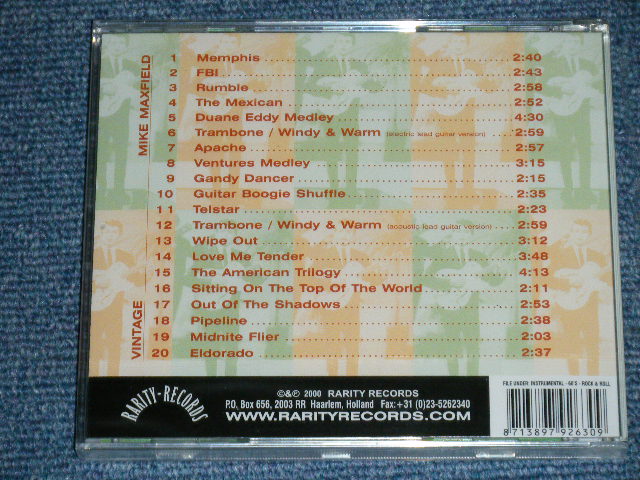 MIKE MAXFIELD
VINTAGE
1 Memphis 2:40
2 FBI 2:43
3 Rumble 2:58
4 The Mexican 2:52
5 Duane Eddy Medley 4:30
6 Trambone / Windy & Warm (electric lead guitar version) 2:59
7 Apache 2:57
8 Ventures Medley 3:15
9 Gandy Dancer 2:15
10 Guitar Boogie Shuffle 2:35
11 Telstar 2:23
12 Trambone / Windy & Warm (acoustic lead guitar version) 2:59
13 Wipe Out 3:12
14 Love Me Tender 3:48
15 The American Trilogy 4:13
16 Sitting On The Top Of The World 2:11
17 Out Of The Shadows 2:53
18 Pipeline 2:38
19 Midnite Flier 2:03
20 Eldorado 2:37
RARITY-RECORDS
©&℗ 2000 RARITY RECORDS
P.O. Box 656, 2003 RR Haarlem, Holland Fax:+31 (0)23-5262340
WWW.RARITYRECORDS.COM
FILE UNDER: INSTRUMENTAL - 60'S - ROCK & ROLL
8 713897 926309